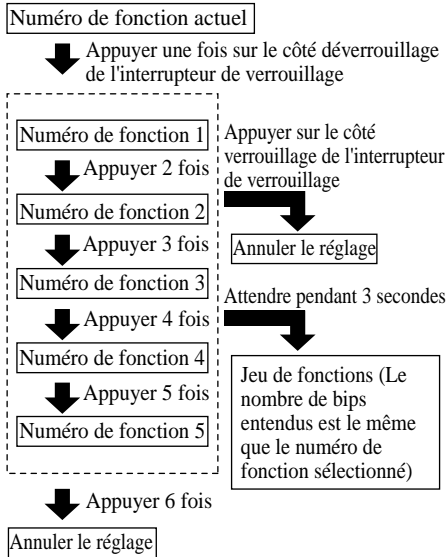 Numéro de fonction actuel
Appuyer une fois sur le côté déverrouillage
de l'interrupteur de verrouillage
Numéro de fonction 1
Appuyer 2 fois
Numéro de fonction 2
Appuyer 3 fois
Numéro de fonction 3
Appuyer 4 fois
Numéro de fonction 4
Appuyer 5 fois
Numéro de fonction 5
Appuyer sur le côté
verrouillage de l'interrupteur
de verrouillage
Annuler le réglage
Attendre pendant 3 secondes
Jeu de fonctions (Le
nombre de bips
entendus est le même
que le numéro de
fonction sélectionné)
Appuyer 6 fois
Annuler le réglage